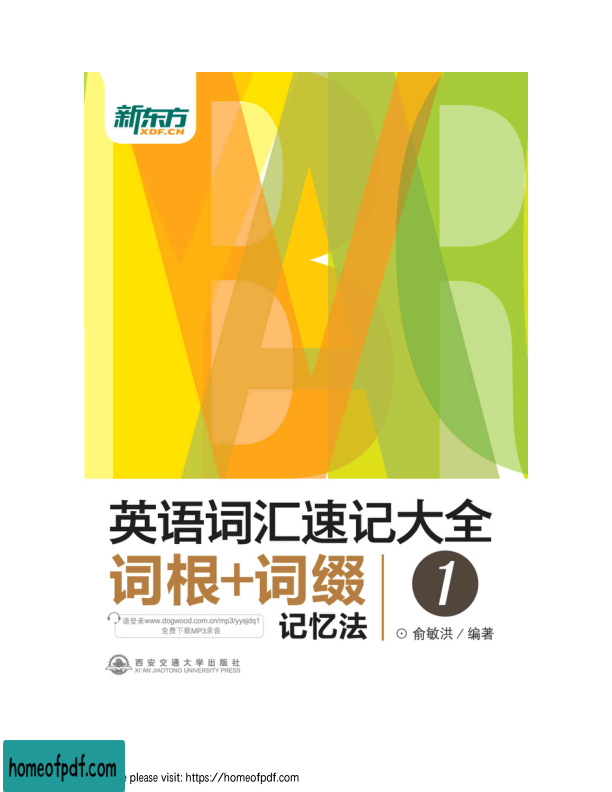 新东方
XDF.CN
英语词汇速记大全
词根+词缀
记忆法
1
请登录www.dogwood.com.cn/mp3/yysjdq1
免费下载MP3录音
⊙ 俞敏洪/编著
西安交通大学出版社
XI'AN JIAOTONG UNIVERSITY PRESS
homeofpdf.com
please visit: https://homeofpdf.com